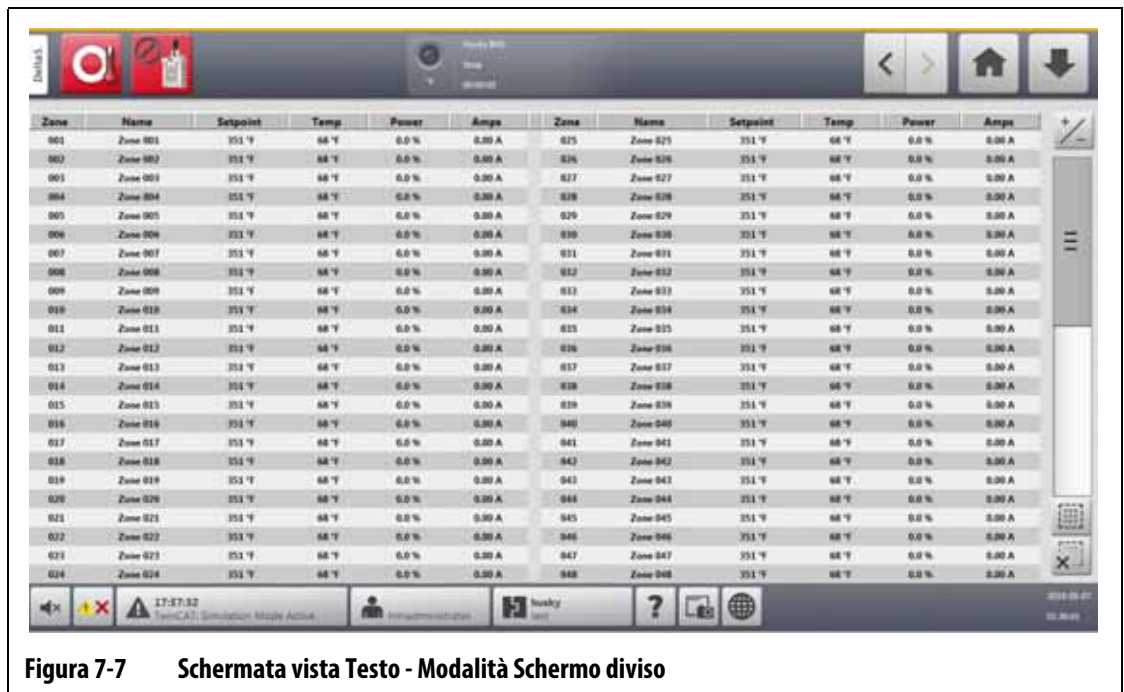 DeltaS
Husky
Stop
°F
Zone Name Setpoint Temp Power Amps Zone Name Setpoint Temp Power Amps
001 Zone 001 351 °F 68 °F 0.0 % 0.00 A 025 Zone 025 351 °F 68 °F 0.0 % 0.00 A
002 Zone 002 351 °F 68 °F 0.0 % 0.00 A 026 Zone 026 351 °F 68 °F 0.0 % 0.00 A
003 Zone 003 351 °F 68 °F 0.0 % 0.00 A 027 Zone 027 351 °F 68 °F 0.0 % 0.00 A
004 Zone 004 351 °F 68 °F 0.0 % 0.00 A 028 Zone 028 351 °F 68 °F 0.0 % 0.00 A
005 Zone 005 351 °F 68 °F 0.0 % 0.00 A 029 Zone 029 351 °F 68 °F 0.0 % 0.00 A
006 Zone 006 351 °F 68 °F 0.0 % 0.00 A 030 Zone 030 351 °F 68 °F 0.0 % 0.00 A
007 Zone 007 351 °F 68 °F 0.0 % 0.00 A 031 Zone 031 351 °F 68 °F 0.0 % 0.00 A
008 Zone 008 351 °F 68 °F 0.0 % 0.00 A 032 Zone 032 351 °F 68 °F 0.0 % 0.00 A
009 Zone 009 351 °F 68 °F 0.0 % 0.00 A 033 Zone 033 351 °F 68 °F 0.0 % 0.00 A
010 Zone 010 351 °F 68 °F 0.0 % 0.00 A 034 Zone 034 351 °F 68 °F 0.0 % 0.00 A
011 Zone 011 351 °F 68 °F 0.0 % 0.00 A 035 Zone 035 351 °F 68 °F 0.0 % 0.00 A
012 Zone 012 351 °F 68 °F 0.0 % 0.00 A 036 Zone 036 351 °F 68 °F 0.0 % 0.00 A
013 Zone 013 351 °F 68 °F 0.0 % 0.00 A 037 Zone 037 351 °F 68 °F 0.0 % 0.00 A
014 Zone 014 351 °F 68 °F 0.0 % 0.00 A 038 Zone 038 351 °F 68 °F 0.0 % 0.00 A
015 Zone 015 351 °F 68 °F 0.0 % 0.00 A 039 Zone 039 351 °F 68 °F 0.0 % 0.00 A
016 Zone 016 351 °F 68 °F 0.0 % 0.00 A 040 Zone 040 351 °F 68 °F 0.0 % 0.00 A
017 Zone 017 351 °F 68 °F 0.0 % 0.00 A 041 Zone 041 351 °F 68 °F 0.0 % 0.00 A
018 Zone 018 351 °F 68 °F 0.0 % 0.00 A 042 Zone 042 351 °F 68 °F 0.0 % 0.00 A
019 Zone 019 351 °F 68 °F 0.0 % 0.00 A 043 Zone 043 351 °F 68 °F 0.0 % 0.00 A
020 Zone 020 351 °F 68 °F 0.0 % 0.00 A 044 Zone 044 351 °F 68 °F 0.0 % 0.00 A
021 Zone 021 351 °F 68 °F 0.0 % 0.00 A 045 Zone 045 351 °F 68 °F 0.0 % 0.00 A
022 Zone 022 351 °F 68 °F 0.0 % 0.00 A 046 Zone 046 351 °F 68 °F 0.0 % 0.00 A
023 Zone 023 351 °F 68 °F 0.0 % 0.00 A 047 Zone 047 351 °F 68 °F 0.0 % 0.00 A
024 Zone 024 351 °F 68 °F 0.0 % 0.00 A 048 Zone 048 351 °F 68 °F 0.0 % 0.00 A
17:57:52 husky
TwinCAT: Simulation Mode Active hmiadministrator test
Figura 7-7 Schermata vista Testo - Modalità Schermo diviso